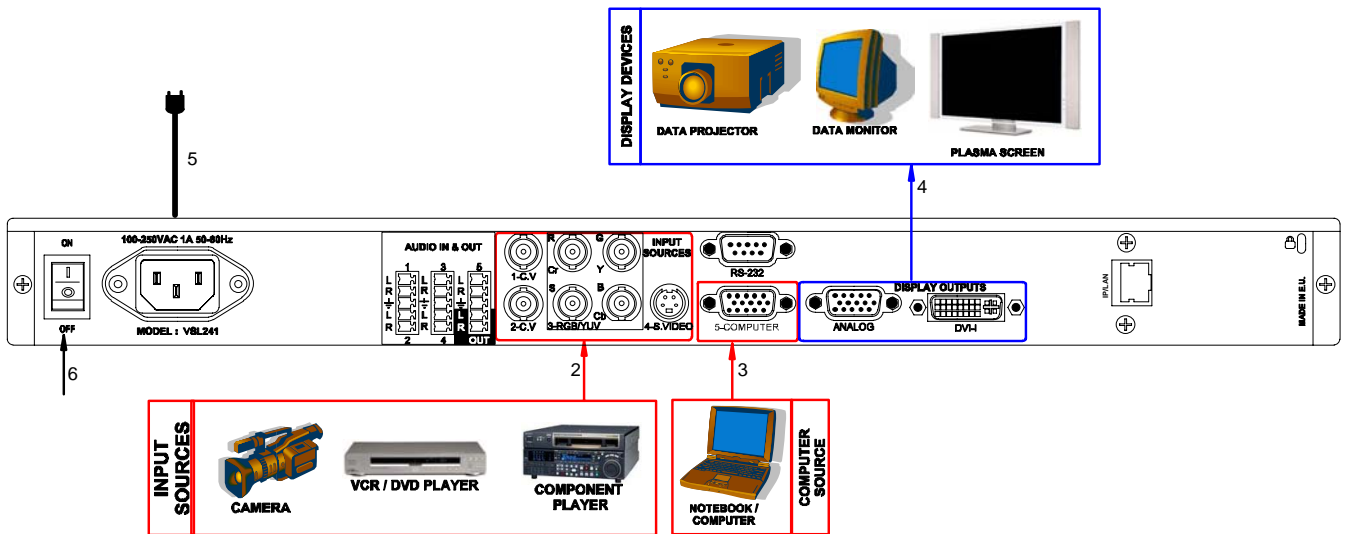 DISPLAY DEVICES
DATA PROJECTOR
DATA MONITOR
PLASMA SCREEN
5
4
ON
OFF
6
100-250VAC 1A 50-60Hz
MODEL : VSL241
AUDIO IN & OUT
1 3 5
L L L
R R R
L L L
R R R
2 4 OUT
INPUT
SOURCES
1-C.V
2-C.V
R G
Cr Y
S B
Cb
3-RGB/YUV
4-S.VIDEO
RS-232
5-COMPUTER
DISPLAY OUTPUTS
ANALOG
DVI-I
IP/LAN
MADE IN E.U.
2
3
INPUT
SOURCES
CAMERA
VCR / DVD PLAYER
COMPONENT
PLAYER
NOTEBOOK /
COMPUTER
COMPUTER
SOURCE